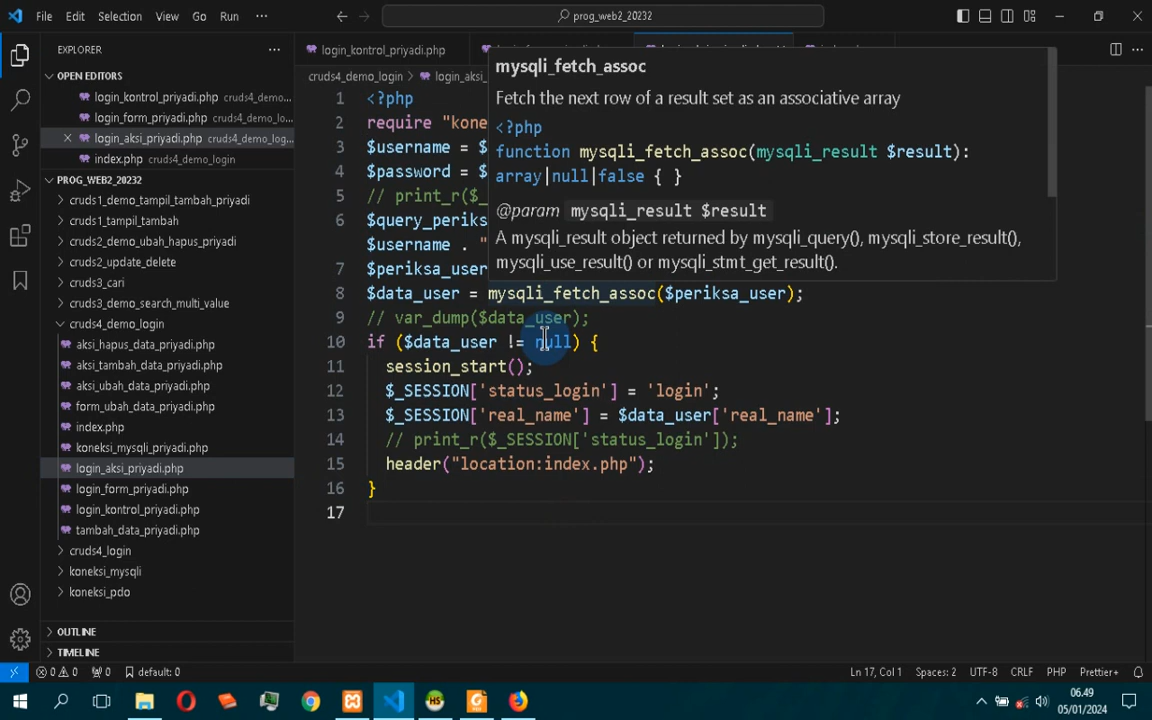 File Edit Selection View Go Run ···
prog_web2_20232
EXPLORER
OPEN EDITORS
login_kontrol_priyadi.php cruds4_demo...
login_form_priyadi.php cruds4_demo_lo...
login_aksi_priyadi.php cruds4_demo_log...
index.php cruds4_demo_login
PROG_WEB2_20232
cruds1_demo_tampil_tambah_priyadi
cruds1_tampil_tambah
cruds2_demo_ubah_hapus_priyadi
cruds2_update_delete
cruds3_cari
cruds3_demo_search_multi_value
cruds4_demo_login
aksi_hapus_data_priyadi.php
aksi_tambah_data_priyadi.php
aksi_ubah_data_priyadi.php
form_ubah_data_priyadi.php
index.php
koneksi_mysqli_priyadi.php
login_aksi_priyadi.php
login_form_priyadi.php
login_kontrol_priyadi.php
tambah_data_priyadi.php
cruds4_login
koneksi_mysqli
koneksi_pdo
OUTLINE
TIMELINE
login_kontrol_priyadi.php
cruds4_demo_login > login_aksi_
1 <?php
2 require "kone
3 $username = $
4 $password = $
5 // print_r($_
6 $query_periks
$username . "
7 $periksa_user
8 $data_user = mysqli_fetch_assoc($periksa_user);
9 // var_dump($data_user);
10 if ($data_user != null) {
11 session_start();
12 $_SESSION['status_login'] = 'login';
13 $_SESSION['real_name'] = $data_user['real_name'];
14 // print_r($_SESSION['status_login']);
15 header("location:index.php");
16 }
17
mysqli_fetch_assoc
Fetch the next row of a result set as an associative array
<?php
function mysqli_fetch_assoc(mysqli_result $result):
array|null|false { }
@param mysqli_result $result
A mysqli_result object returned by mysqli_query(), mysqli_store_result(),
mysqli_use_result() or mysqli_stmt_get_result().
0 0 0 default: 0
Ln 17, Col 1 Spaces: 2 UTF-8 CRLF PHP Prettier+
06.49
05/01/2024